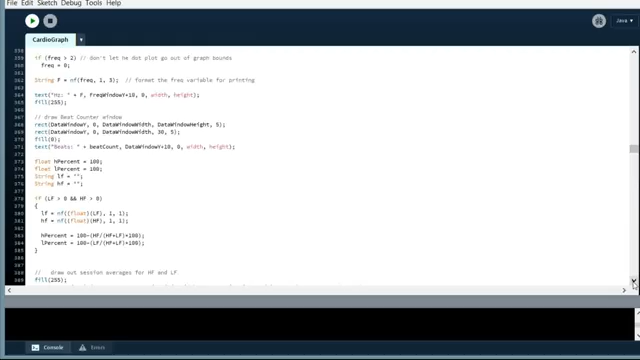 File Edit Sketch Debug Tools Help
Java
CardioGraph
358
359 if (freq > 2) // don't let he dot plot go out of graph bounds
360 freq = 0;
361
362 String F = nf(freq, 1, 3); // formet the freq variable for printing
363
364 text("Hz: " + F, FreqWindowY+10, 0, width, height);
365 fill(255);
366
367 // draw Beat Counter window
368 rect(DataWindowY, 0, DataWindowWidth, DataWindowHeight, 5);
369 rect(DataWindowY, 0, DataWindowWidth, 30, 5);
370 fill(0);
371 text("Beats: " + beatCount, DataWindowY+10, 0, width, height);
372
373 float hPercent = 100;
374 float lPercent = 100;
375 String lf = "";
376 String hf = "";
377
378 if (LF > 0 && HF > 0)
379 {
380 lf = nf((float)(LF), 1, 1);
381 hf = nf((float)(HF), 1, 1);
382
383 hPercent = 100-(HF/(HF+LF)*100);
384 lPercent = 100-(LF/(HF+LF)*100);
385 }
386
387
388 // draw out session averages for HF and LF
389 fill(255);
Console Errors